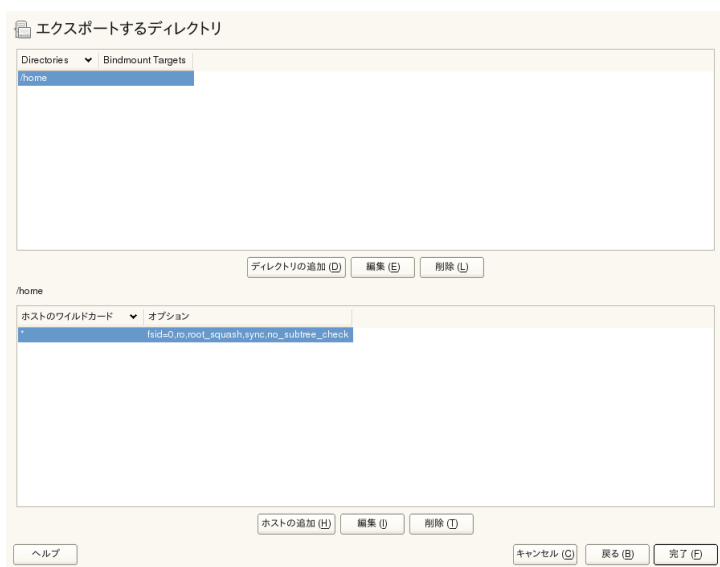 エクスポートするディレクトリ
Directories Bindmount Targets
/home
ディレクトリの追加 (D) 編集 (E) 削除 (L)
/home
ホストのワイルドカード オプション
* fsid=0,ro,root_squash,sync,no_subtree_check
ホストの追加 (H) 編集 (I) 削除 (T)
ヘルプ キャンセル (C) 戻る (B) 完了 (F)